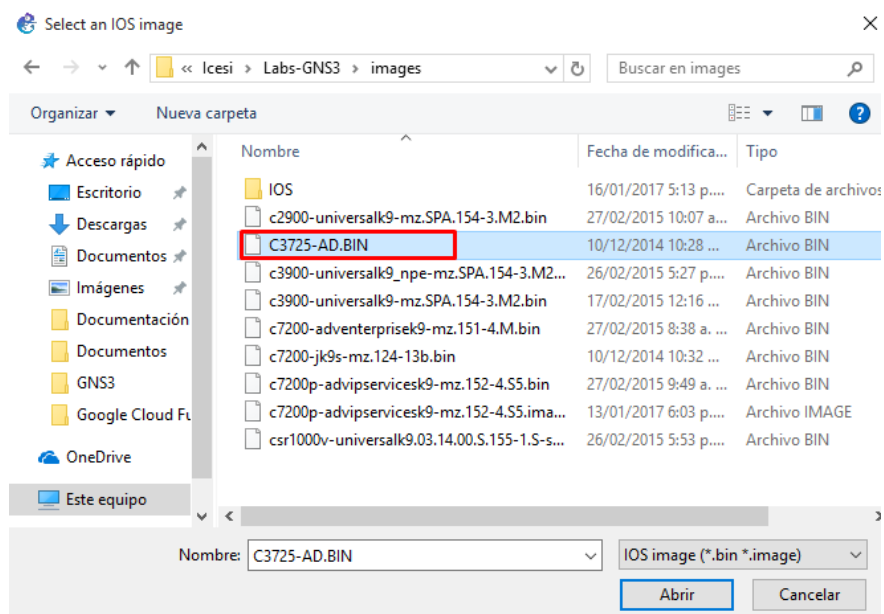 Select an IOS image
« Icesi › Labs-GNS3 › images
Buscar en images
Organizar
Nueva carpeta
?
Acceso rápido
Escritorio
Descargas
Documentos
Imágenes
Documentación
Documentos
GNS3
Google Cloud Fu
OneDrive
Este equipo
Nombre Fecha de modifica... Tipo
IOS 16/01/2017 5:13 p.... Carpeta de archivos
c2900-universalk9-mz.SPA.154-3.M2.bin 27/02/2015 10:07 a... Archivo BIN
C3725-AD.BIN 10/12/2014 10:28 ... Archivo BIN
c3900-universalk9_npe-mz.SPA.154-3.M2... 26/02/2015 5:27 p.... Archivo BIN
c3900-universalk9-mz.SPA.154-3.M2.bin 17/02/2015 12:16 ... Archivo BIN
c7200-adventerprisek9-mz.151-4.M.bin 27/02/2015 8:38 a. ... Archivo BIN
c7200-jk9s-mz.124-13b.bin 10/12/2014 10:32 ... Archivo BIN
c7200p-advipservicesk9-mz.152-4.S5.bin 27/02/2015 9:49 a. ... Archivo BIN
c7200p-advipservicesk9-mz.152-4.S5.ima... 13/01/2017 6:03 p.... Archivo IMAGE
csr1000v-universalk9.03.14.00.S.155-1.S-s... 26/02/2015 5:53 p.... Archivo BIN
Nombre: C3725-AD.BIN IOS image (*.bin *.image)
Abrir Cancelar